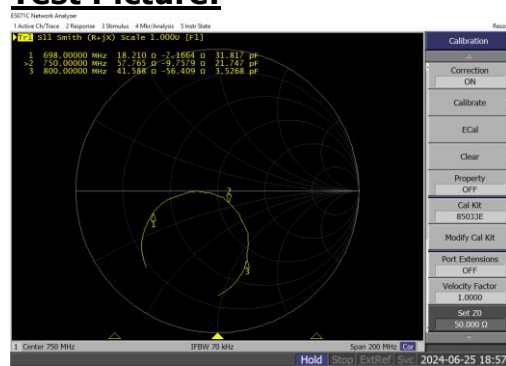 Test Picture:
E5071C Network Analyzer
1 Active Ch/Trace 2 Response 3 Stimulus 4 Mkr/Analysis 5 Instr State
Tr1 S11 Smith (R+jX) Scale 1.000U [F1]
1 698.00000 MHz 18.210 Ω -7.1664 Ω 31.817 pF
>2 750.00000 MHz 57.765 Ω -9.7579 Ω 21.747 pF
3 800.00000 MHz 41.588 Ω -56.409 Ω 3.5268 pF
2
1
3
Calibration
Correction
ON
Calibrate
ECal
Clear
Property
OFF
Cal Kit
85033E
Modify Cal Kit
Port Extensions
OFF
Velocity Factor
1.0000
Set Z0
50.000 Ω
1 Center 750 MHz IFBW 70 kHz Span 200 MHz Cor
Hold Stop ExtRef Svc 2024-06-25 18:57